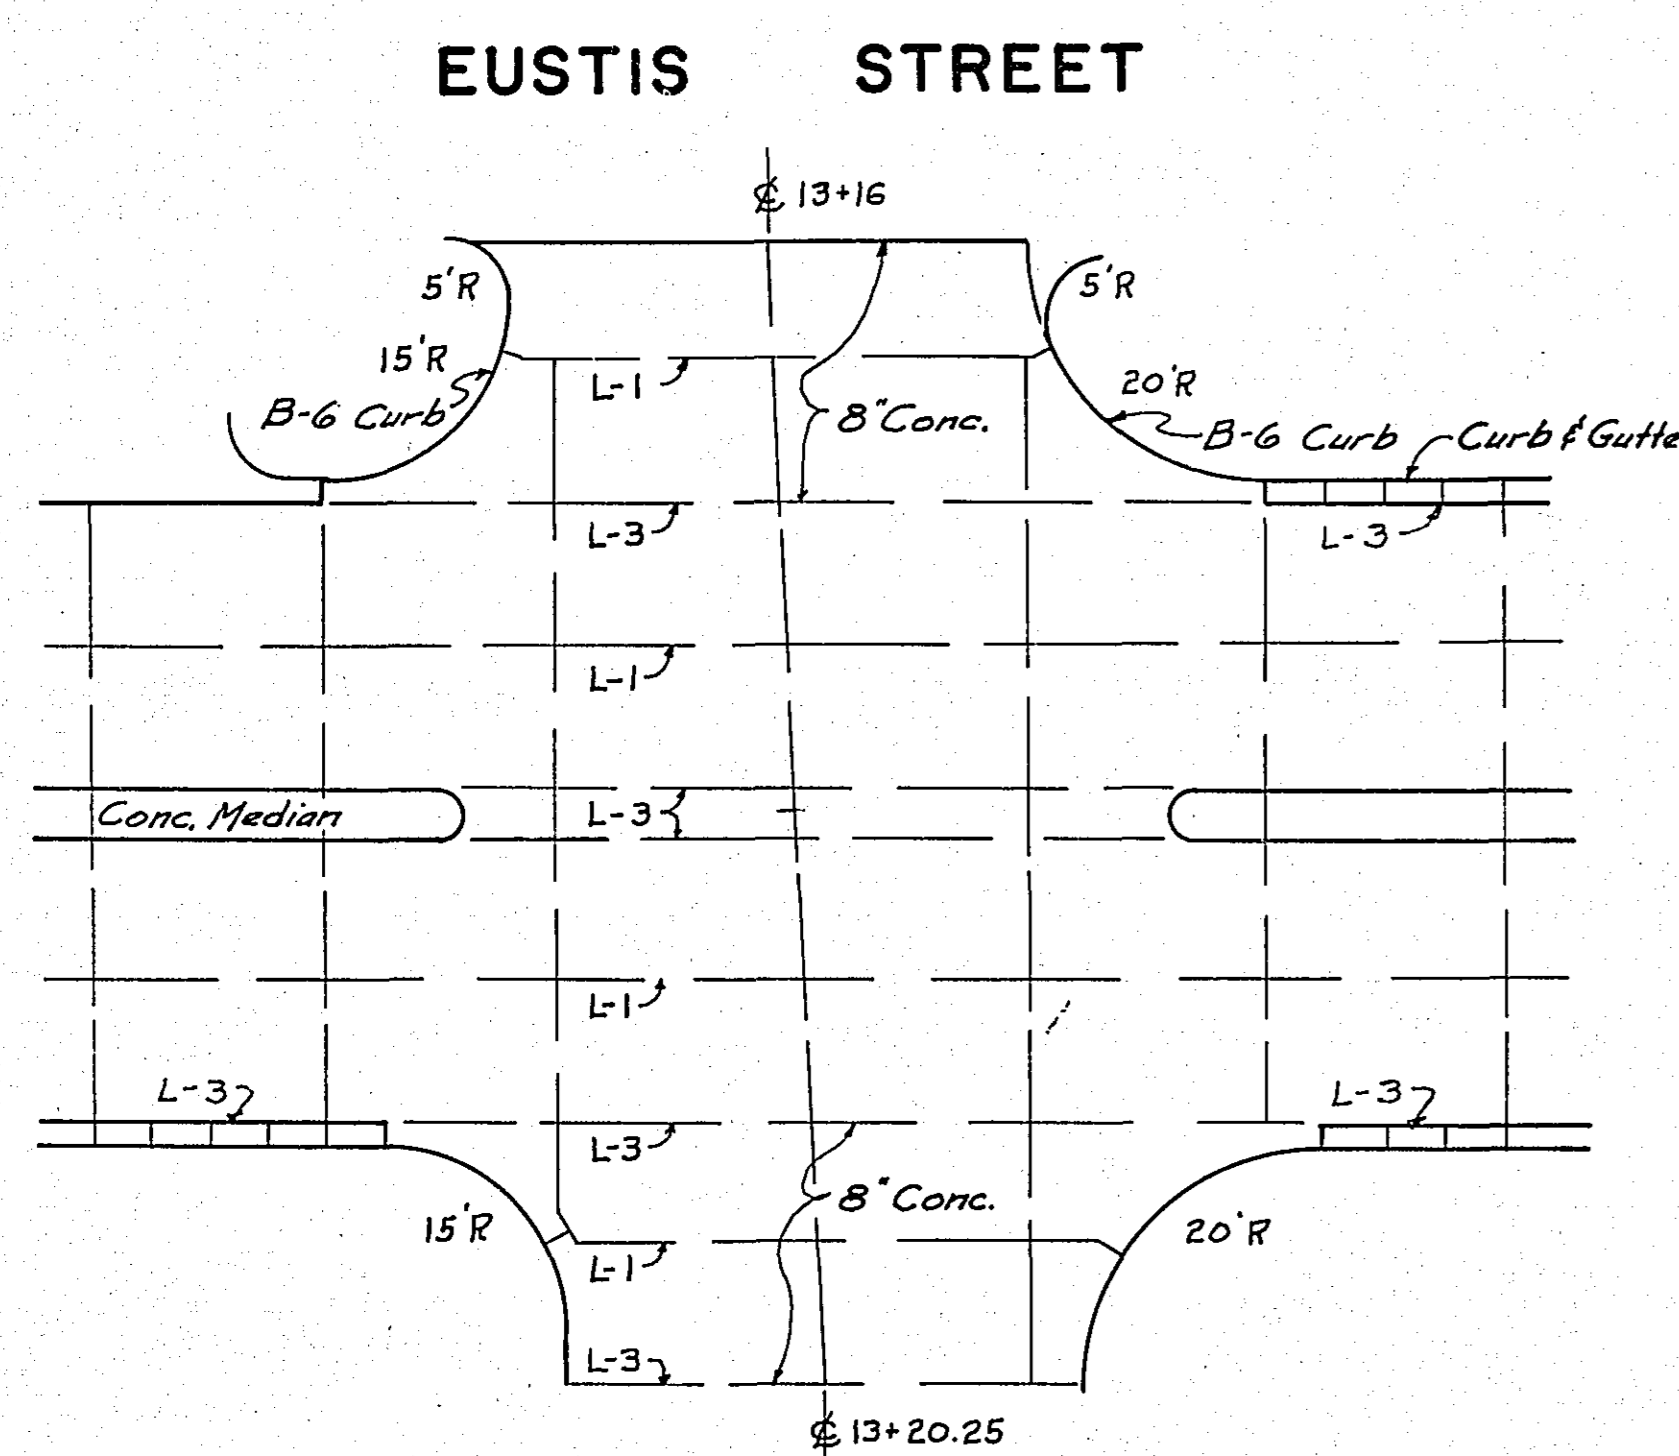 EUSTIS STREET
℄ 13+16
5'R
5'R
15'R
L-1
20'R
B-6 Curb
8" Conc.
B-6 Curb
Curb & Gutte
L-3
L-3
L-1
Conc. Median
L-3
L-1
L-3
L-3
L-3
8" Conc.
15'R
20'R
L-1
L-3
℄ 13+20.25